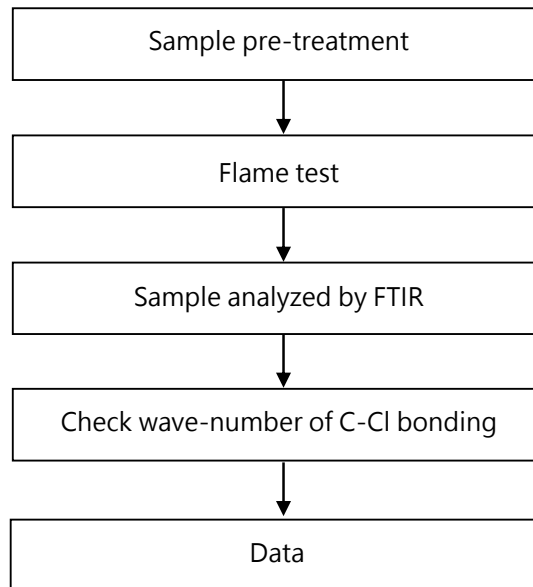 Sample pre-treatment
Flame test
Sample analyzed by FTIR
Check wave-number of C-Cl bonding
Data